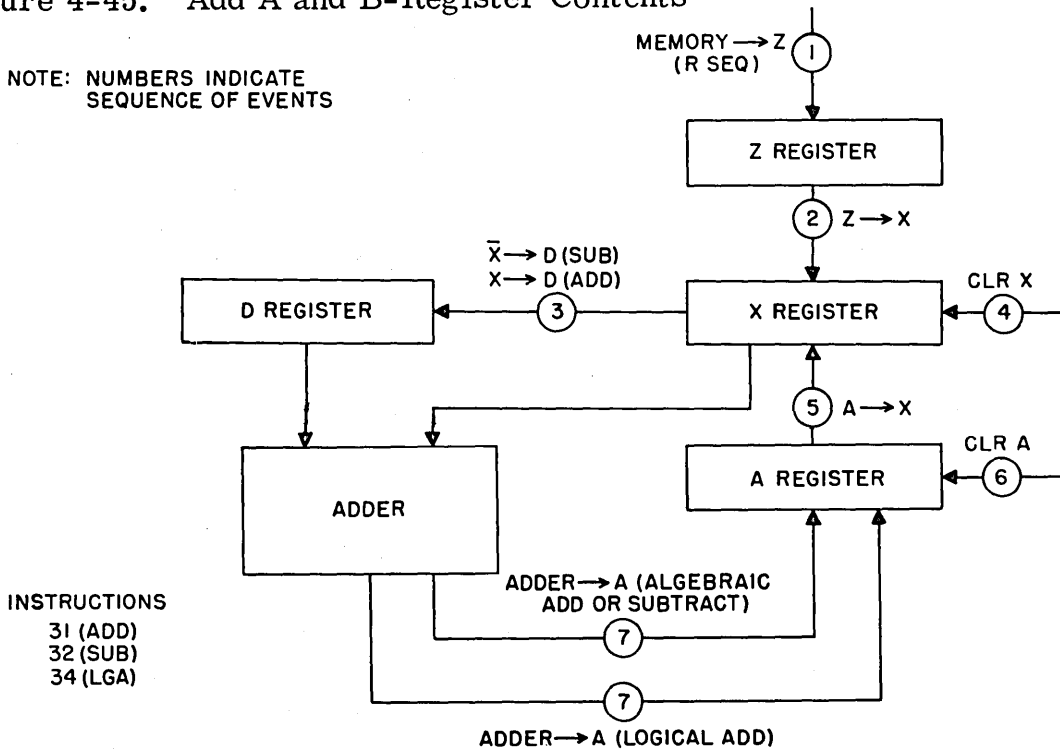 ure 4-45. Add A and B-Register Contents
NOTE: NUMBERS INDICATE
SEQUENCE OF EVENTS
MEMORY → Z
(R SEQ)
1
Z REGISTER
2 Z → X
X̅ → D (SUB)
X → D (ADD)
3
CLR X
4
D REGISTER
X REGISTER
5 A → X
CLR A
6
A REGISTER
ADDER
ADDER → A (ALGEBRAIC
ADD OR SUBTRACT)
7
INSTRUCTIONS
31 (ADD)
32 (SUB)
34 (LGA)
7
ADDER → A (LOGICAL ADD)